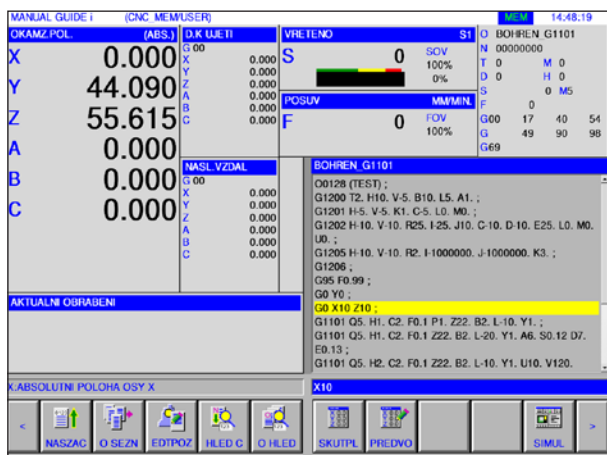 MANUAL GUIDE i (CNC_MEM/USER) MEM 14:48:19
OKAMZ.POL. (ABS.)
X 0.000
Y 44.090
Z 55.615
A 0.000
B 0.000
C 0.000
D.K UJETI
G 00
X 0.000
Y 0.000
Z 0.000
A 0.000
B 0.000
C 0.000
NASL.VZDAL
G 00
X 0.000
Y 0.000
Z 0.000
A 0.000
B 0.000
C 0.000
VRETENO S1
S 0 SOV
100%
0%
POSUV MM/MIN.
F 0 FOV
100%
O BOHREN_G1101
N 00000000
T 0 M 0
D 0 H 0
S 0 M5
F 0
G00 17 40 54
G 49 90 98
G69
BOHREN_G1101
O0128 (TEST) ;
G1200 T2. H10. V-5. B10. L5. A1. ;
G1201 H-5. V-5. K1. C-5. L0. M0. ;
G1202 H-10. V-10. R25. I-25. J10. C-10. D-10. E25. L0. M0.
U0. ;
G1205 H-10. V-10. R2. I-1000000. J-1000000. K3. ;
G1206 ;
G95 F0.99 ;
G0 Y0 ;
G0 X10 Z10 ;
G1101 Q5. H1. C2. F0.1 P1. Z22. B2. L-10. Y1. ;
G1101 Q5. H1. C2. F0.1 Z22. B2. L-20. Y1. A6. S0.12 D7.
E0.13 ;
G1101 Q5. H2. C2. F0.1 Z22. B2. L-10. Y1. U10. V120.
AKTUALNI OBRABENI
X:ABSOLUTNI POLOHA OSY X
X10
< NASZAC O SEZN EDTPOZ HLED C O HLED SKUTPL PREDVO SIMUL >